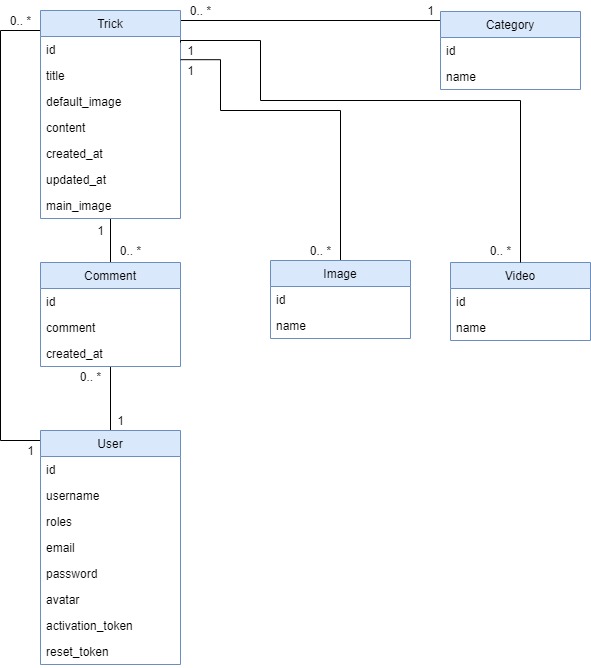 0.. *
Trick
0.. *
1
Category
id
title
default_image
content
created_at
updated_at
main_image
1
1
id
name
1
0.. *
0.. *
0.. *
Comment
id
comment
created_at
Image
id
name
Video
id
name
0.. *
1
1
User
id
username
roles
email
password
avatar
activation_token
reset_token